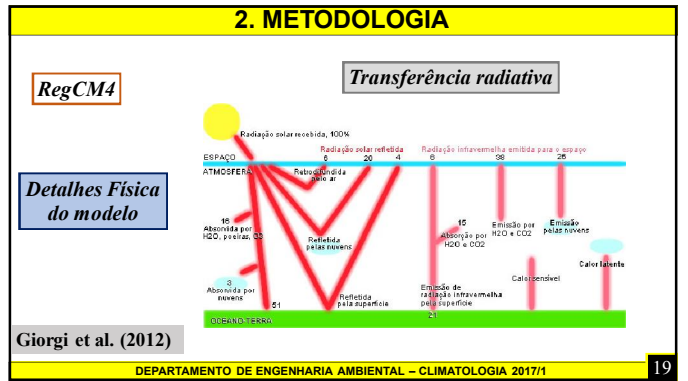 2. METODOLOGIA
RegCM4
Transferência radiativa
Detalhes Física
do modelo
Radiação solar recebida, 100%
Radiação solar refletida
Radiação infravermelha emitida para o espaço
ESPAÇO
6
20
4
6
38
26
ATMOSFERA
Retrodifundida
pelo ar
16
Absorvida por
H2O, poeiras, O3
Refletida
pelas nuvens
15
Absorção por
H2O e CO2
Emissão por
H2O e CO2
Emissão
pelas nuvens
Calor latente
Calor sensível
3
Absorvida por
nuvens
51
Refletida
pela superfície
Emissão de
radiação infravermelha
pela superfície
21
OCEANO-TERRA
Giorgi et al. (2012)
DEPARTAMENTO DE ENGENHARIA AMBIENTAL – CLIMATOLOGIA 2017/1
19